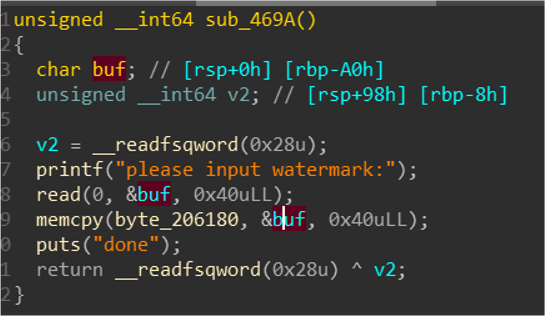 1 unsigned __int64 sub_469A()
2 {
3   char buf; // [rsp+0h] [rbp-A0h]
4   unsigned __int64 v2; // [rsp+98h] [rbp-8h]
5
6   v2 = __readfsqword(0x28u);
7   printf("please input watermark:");
8   read(0, &buf, 0x40uLL);
9   memcpy(byte_206180, &buf, 0x40uLL);
0   puts("done");
1   return __readfsqword(0x28u) ^ v2;
2 }